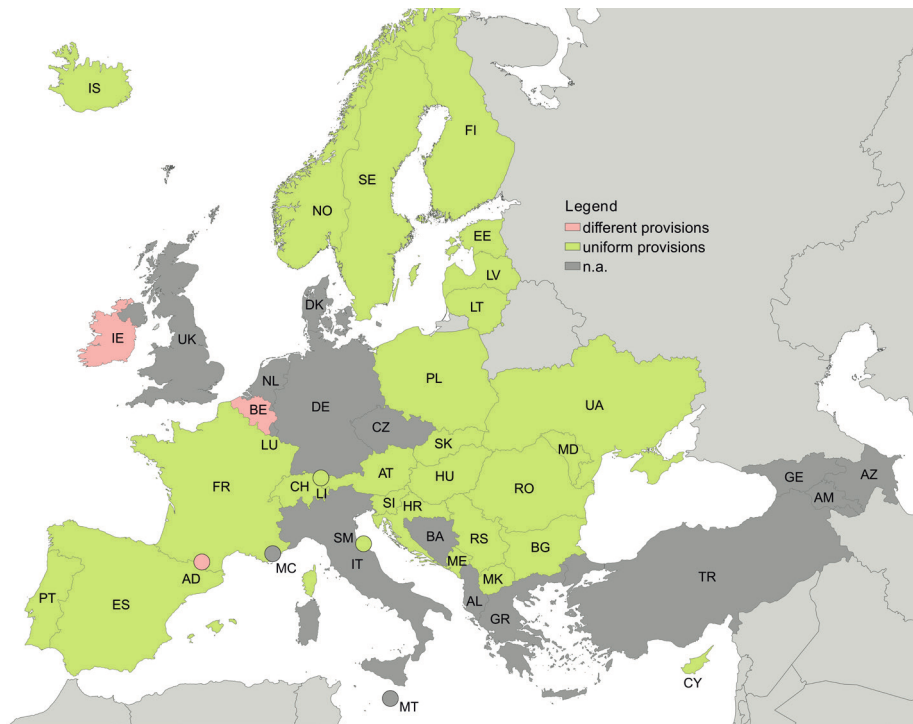 IS
FI
SE
NO
Legend
different provisions
uniform provisions
n.a.
EE
LV
LT
DK
IE
UK
NL
PL
BE
DE
UA
CZ
LU
SK
MD
FR
CH
LI
AT
HU
RO
GE
AZ
AM
SI
HR
BA
RS
BG
SM
IT
ME
MK
MC
AD
PT
ES
AL
GR
TR
CY
MT